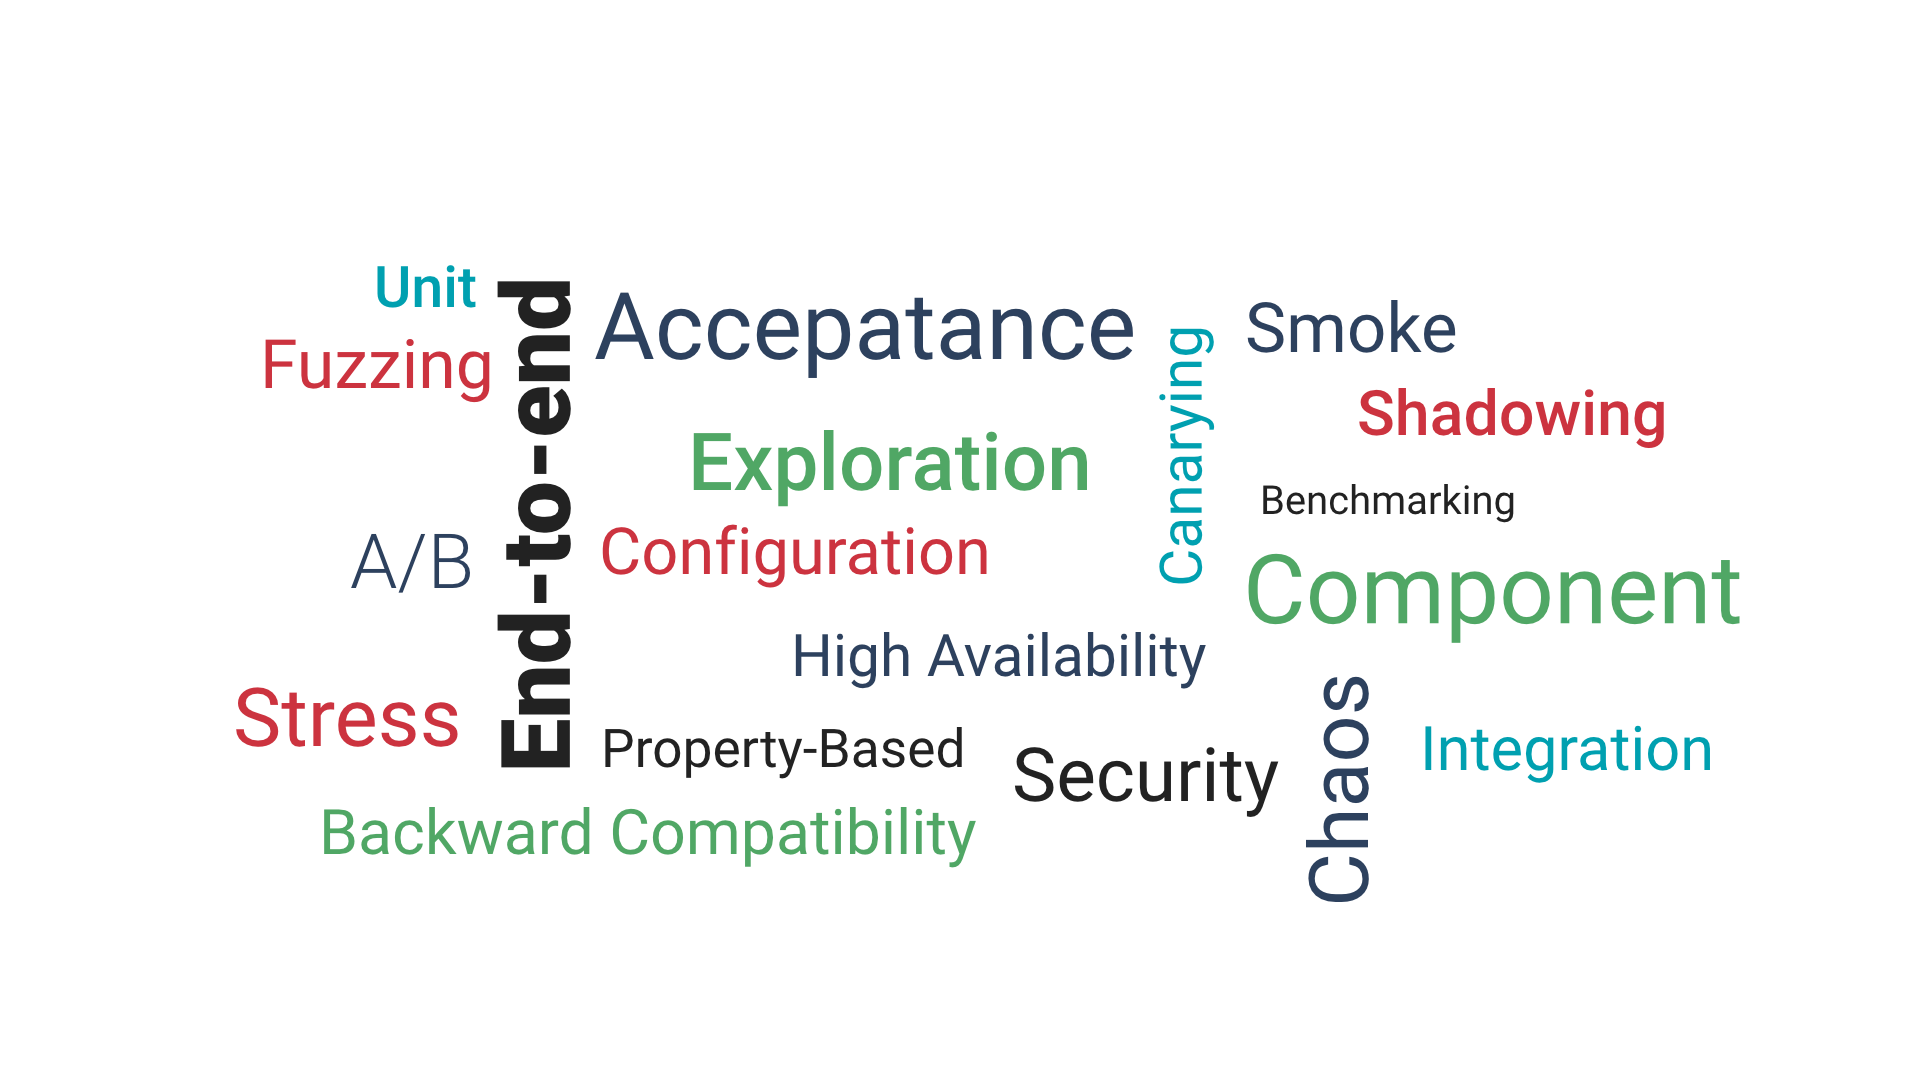 Unit
Fuzzing
A/B
Stress
End-to-end
Accepatance
Exploration
Configuration
High Availability
Property-Based
Backward Compatibility
Security
Canarying
Smoke
Shadowing
Benchmarking
Component
Chaos
Integration